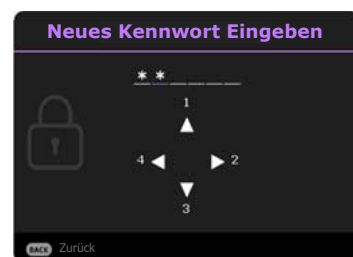 Neues Kennwort Eingeben
* * _ _ _ _
1
4 2
3
BACK Zurück